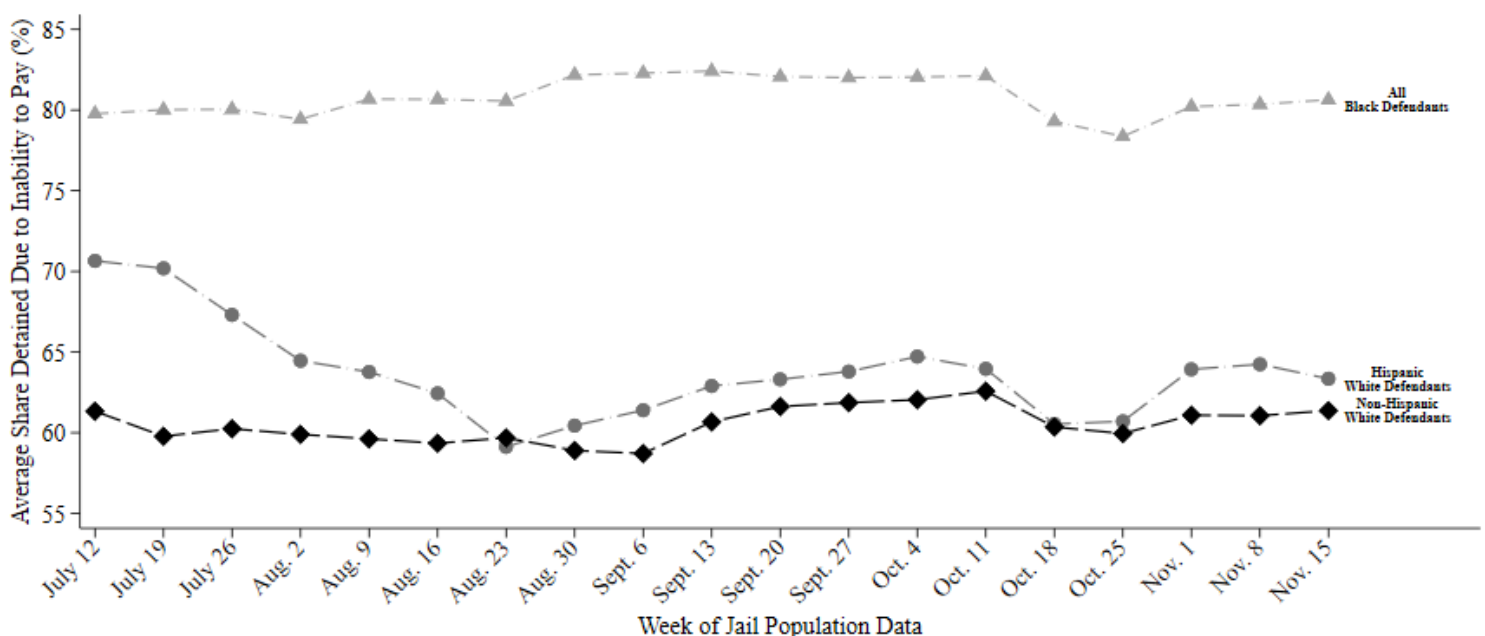 Average Share Detained Due to Inability to Pay (%)
85
80
75
70
65
60
55
All
Black Defendants
Hispanic
White Defendants
Non-Hispanic
White Defendants
July 12
July 19
July 26
Aug. 2
Aug. 9
Aug. 16
Aug. 23
Aug. 30
Sept. 6
Sept. 13
Sept. 20
Sept. 27
Oct. 4
Oct. 11
Oct. 18
Oct. 25
Nov. 1
Nov. 8
Nov. 15
Week of Jail Population Data